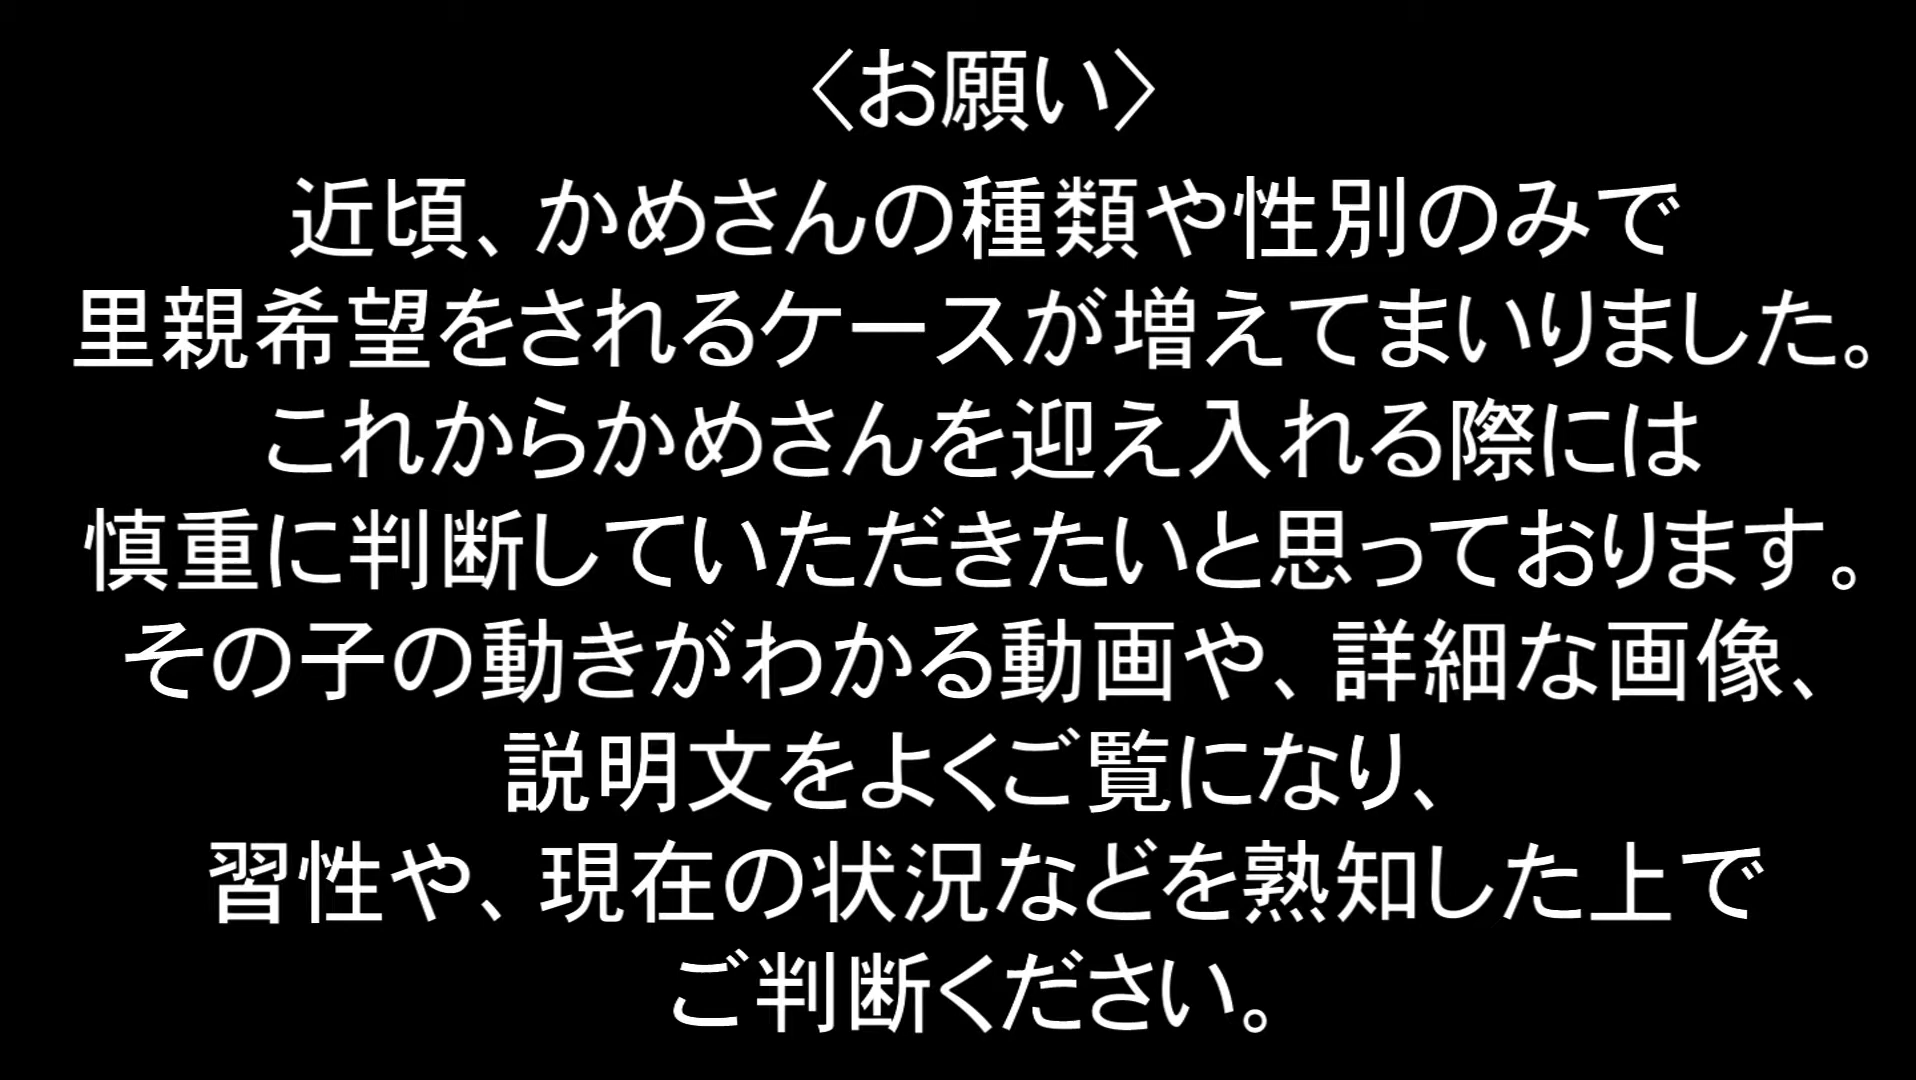 〈お願い〉
近頃、かめさんの種類や性別のみで
里親希望をされるケースが増えてまいりました。
これからかめさんを迎え入れる際には
慎重に判断していただきたいと思っております。
その子の動きがわかる動画や、詳細な画像、
説明文をよくご覧になり、
習性や、現在の状況などを熟知した上で
ご判断ください。